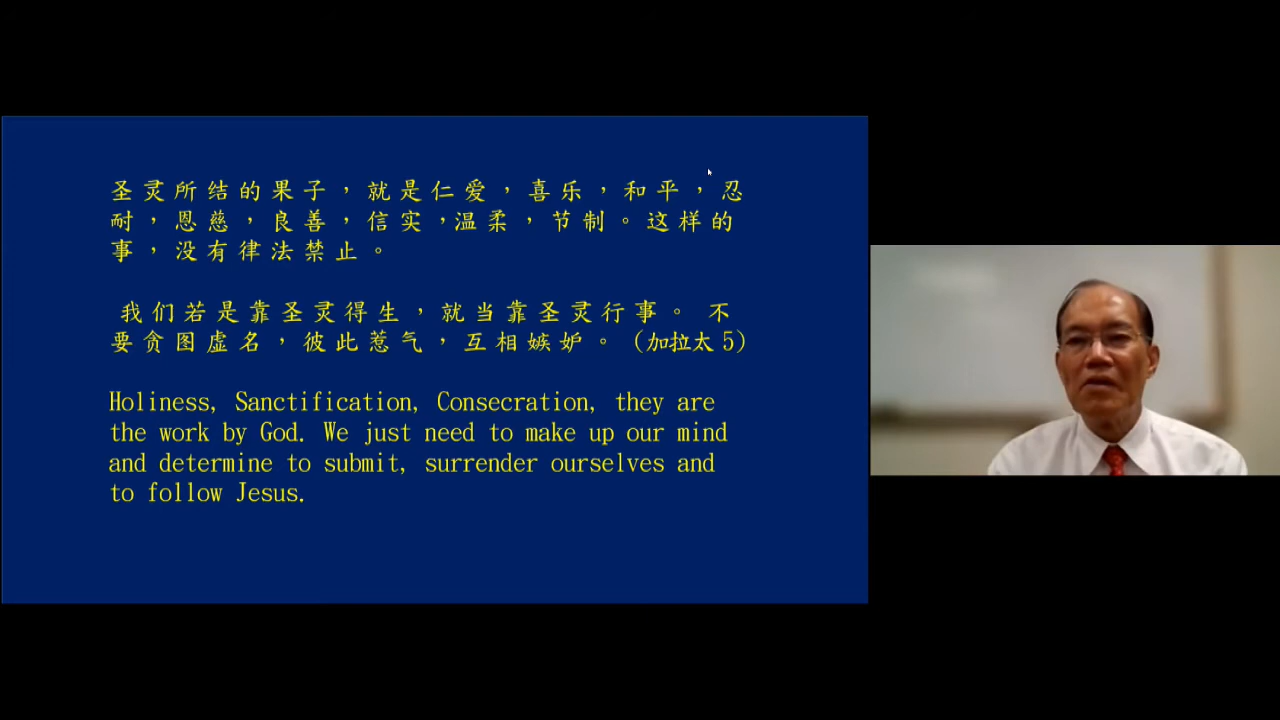 圣灵所结的果子，就是仁爱，喜乐，和平，忍
耐，恩慈，良善，信实，温柔，节制。这样的
事，没有律法禁止。
我们若是靠圣灵得生，就当靠圣灵行事。 不
要贪图虚名，彼此惹气，互相嫉妒。 (加拉太 5)
Holiness, Sanctification, Consecration, they are
the work by God. We just need to make up our mind
and determine to submit, surrender ourselves and
to follow Jesus.